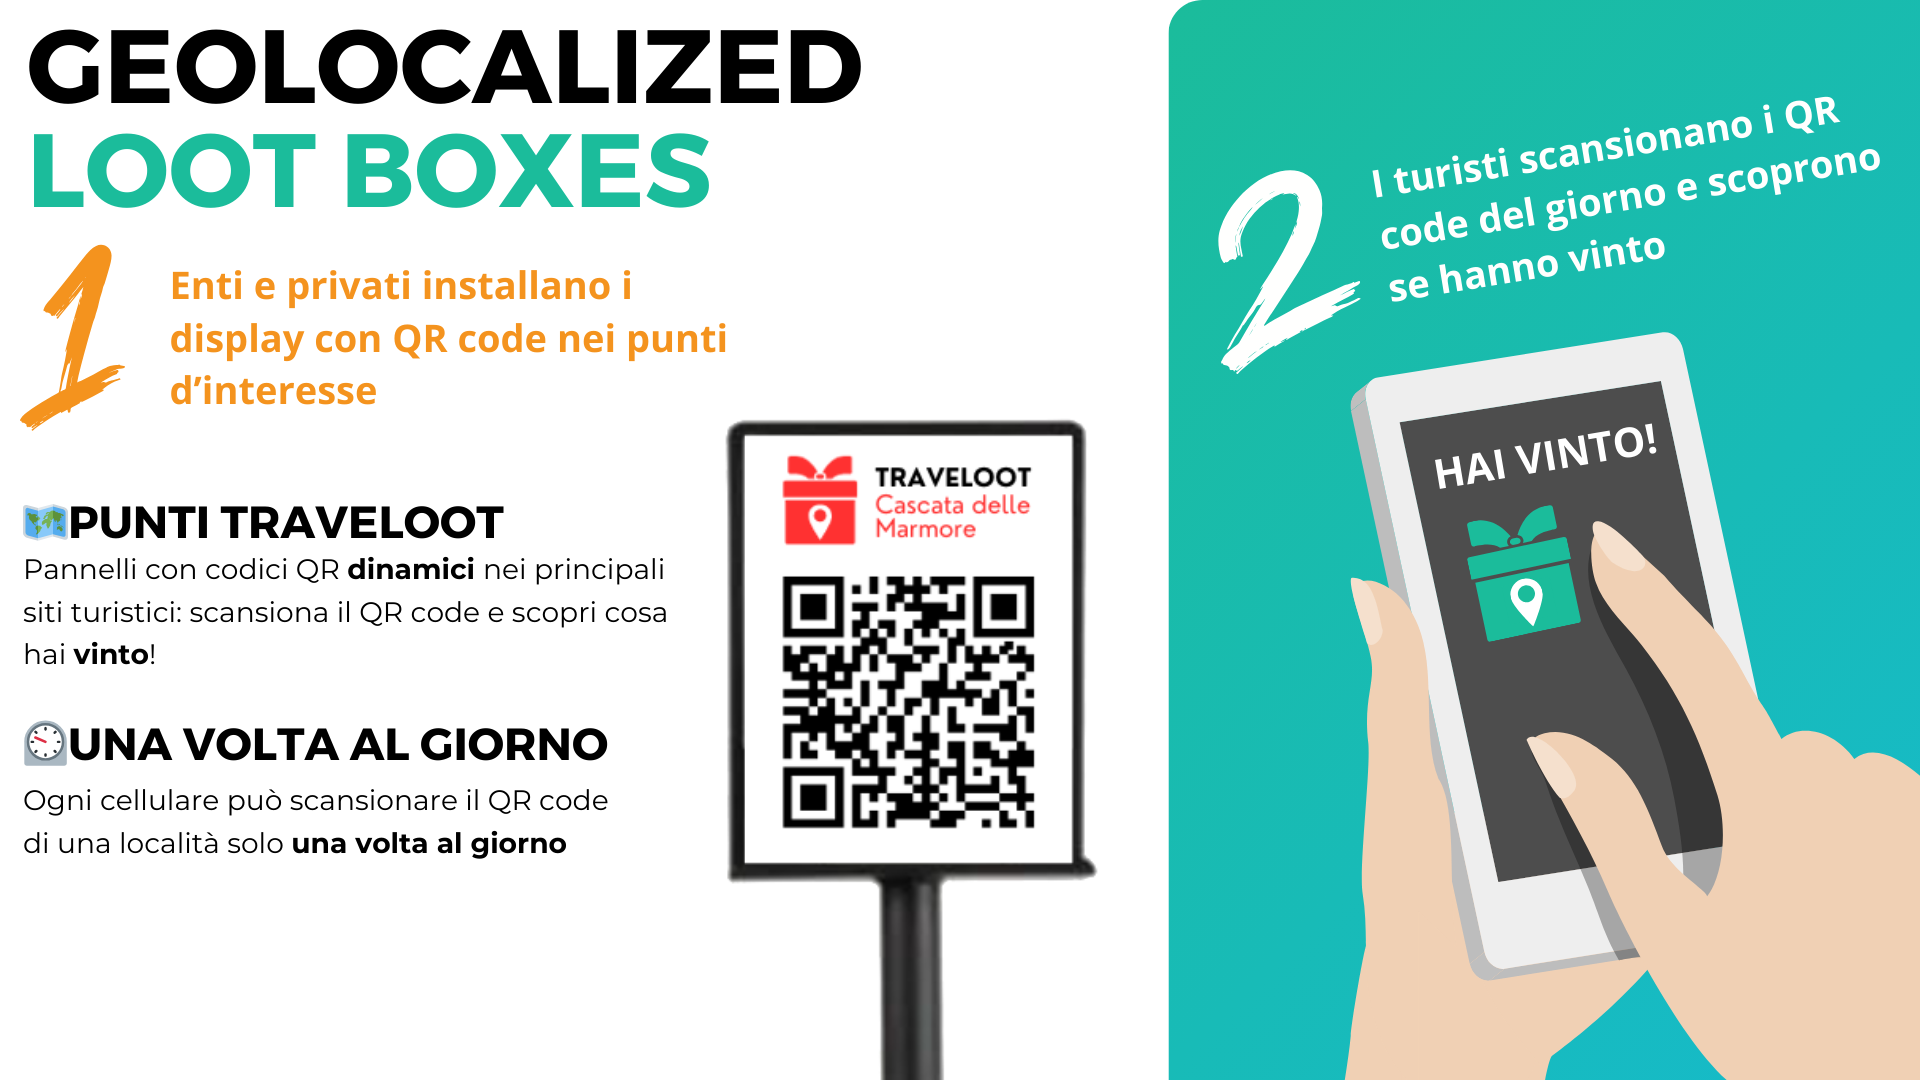 GEOLOCALIZED
LOOT BOXES
1
Enti e privati installano i
display con QR code nei punti
d’interesse
PUNTI TRAVELOOT
Pannelli con codici QR dinamici nei principali
siti turistici: scansiona il QR code e scopri cosa
hai vinto!
UNA VOLTA AL GIORNO
Ogni cellulare può scansionare il QR code
di una località solo una volta al giorno
TRAVELOOT
Cascata delle
Marmore
2
I turisti scansionano i QR
code del giorno e scoprono
se hanno vinto
HAI VINTO!